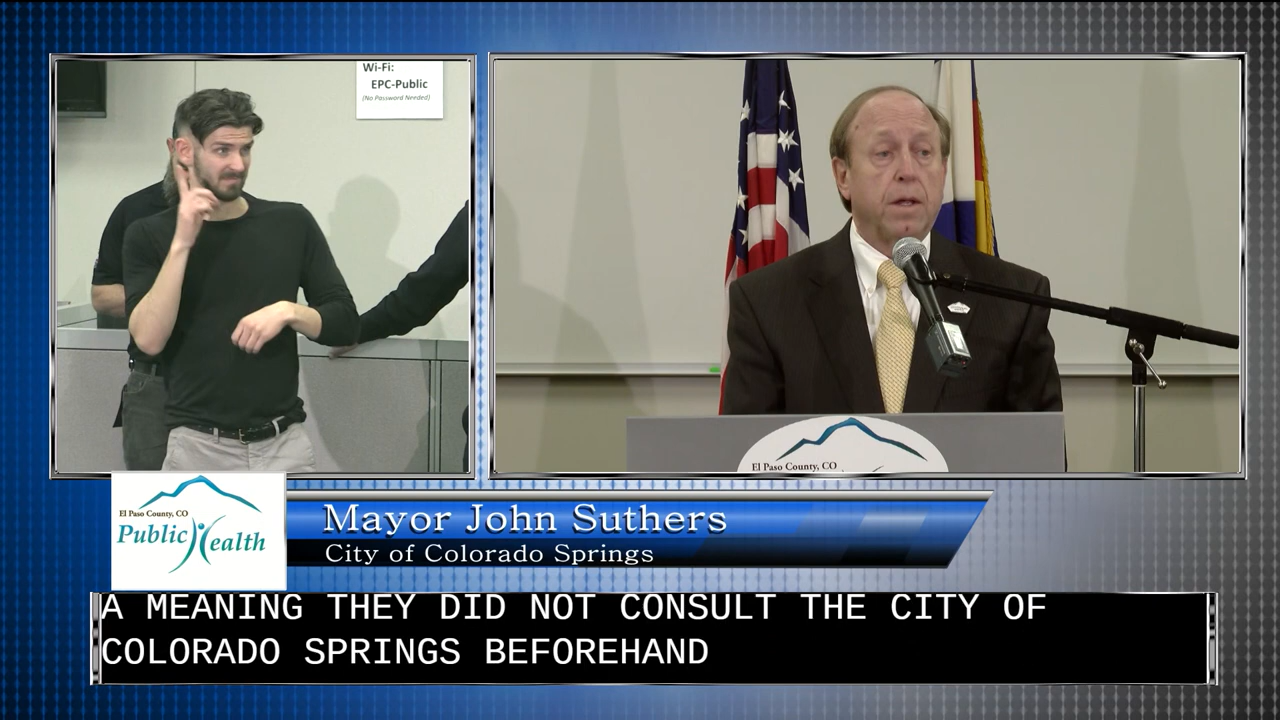 Wi-Fi:
EPC-Public
(No Password Needed)
El Paso County, CO
El Paso County, CO
Public Health
Mayor John Suthers
City of Colorado Springs
A MEANING THEY DID NOT CONSULT THE CITY OF
COLORADO SPRINGS BEFOREHAND